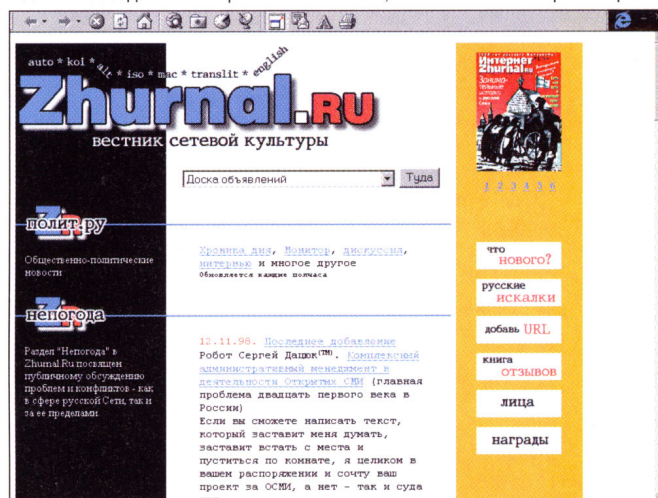 auto * koi * alt * iso * mac * translit * english
Zhurnal.RU
вестник сетевой культуры
Доска объявлений
Туда
полит.ру
Общественно-политические
новости
Хроника дня, Монитор, дискуссия,
интервью и многое другое
Обновляется каждые полчаса
непогода
Раздел "Непогода" в
Zhurnal.Ru посвящен
публичному обсуждению
проблем и конфликтов - как
в сфере русской Сети, так и
за ее пределами.
12.11.98. Последнее добавление
Робот Сергей Дацюк(TM). Комплексный
административный менеджмент в
деятельности Открытых СМИ (главная
проблема двадцать первого века в
России)
Если вы сможете написать текст,
который заставит меня думать,
заставит встать с места и
пуститься по комнате, я целиком в
вашем распоряжении и сочту ваш
проект за ОСМИ, а нет - так и суда
Интернет
Zhurnal.Ru
1 2 3 4 5 6
что
нового?
русские
искалки
добавь URL
книга
отзывов
лица
награды